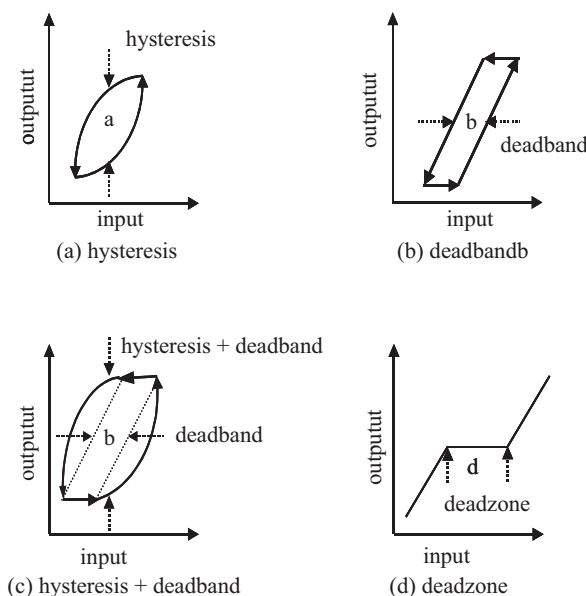 hysteresis
outputut
a
input
(a) hysteresis
outputut
b
deadband
input
(b) deadbandb
hysteresis + deadband
outputut
b
deadband
input
(c) hysteresis + deadband
outputut
d
deadzone
input
(d) deadzone